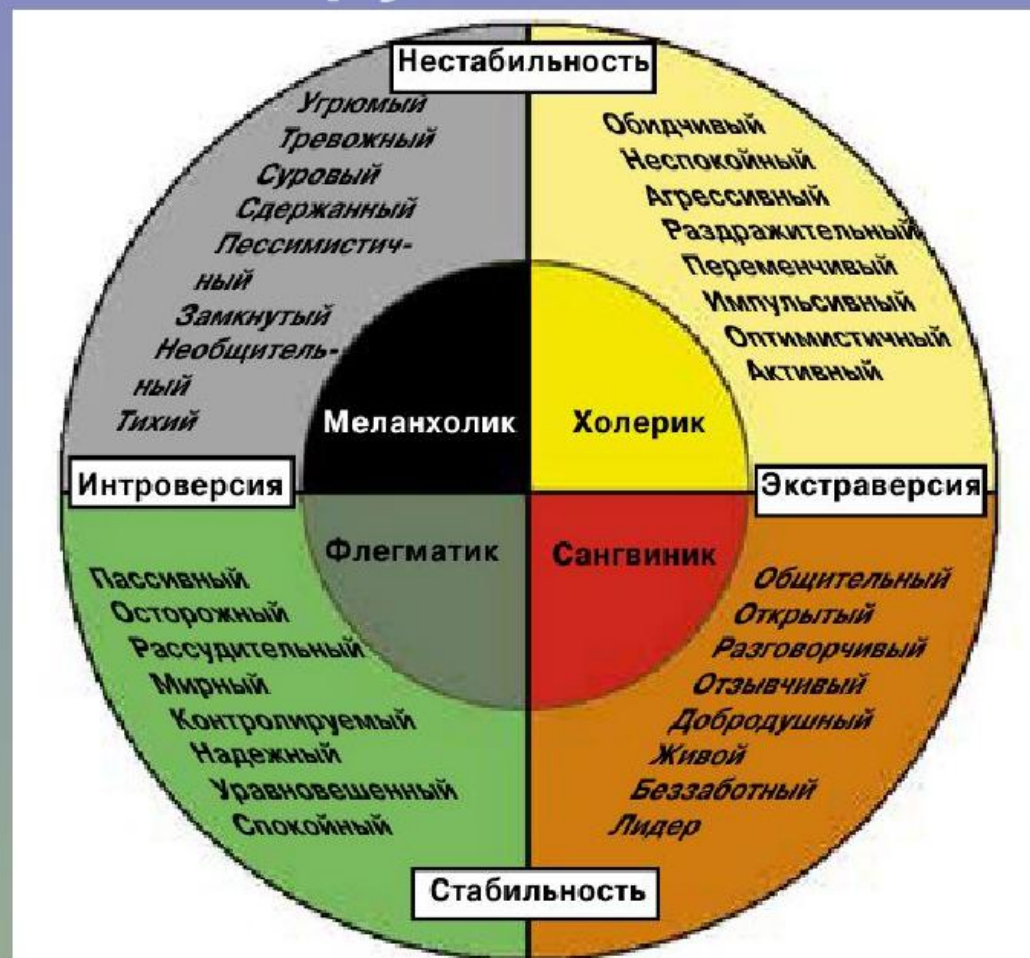 Нестабильность
Угрюмый
Тревожный
Суровый
Сдержанный
Пессимистич-
ный
Замкнутый
Необщитель-
ный
Тихий
Обидчивый
Неспокойный
Агрессивный
Раздражительный
Переменчивый
Импульсивный
Оптимистичный
Активный
Меланхолик
Холерик
Интроверсия
Экстраверсия
Флегматик
Сангвиник
Пассивный
Осторожный
Рассудительный
Мирный
Контролируемый
Надежный
Уравновешенный
Спокойный
Общительный
Открытый
Разговорчивый
Отзывчивый
Добродушный
Живой
Беззаботный
Лидер
Стабильность